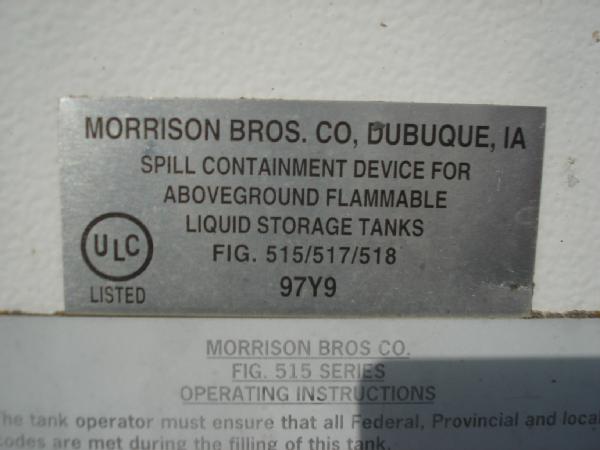 MORRISON BROS. CO, DUBUQUE, IA
SPILL CONTAINMENT DEVICE FOR
ABOVEGROUND FLAMMABLE
LIQUID STORAGE TANKS
FIG. 515/517/518
97Y9
ULC
LISTED
MORRISON BROS CO.
FIG. 515 SERIES
OPERATING INSTRUCTIONS
The tank operator must ensure that all Federal, Provincial and local
codes are met during the filling of this tank.